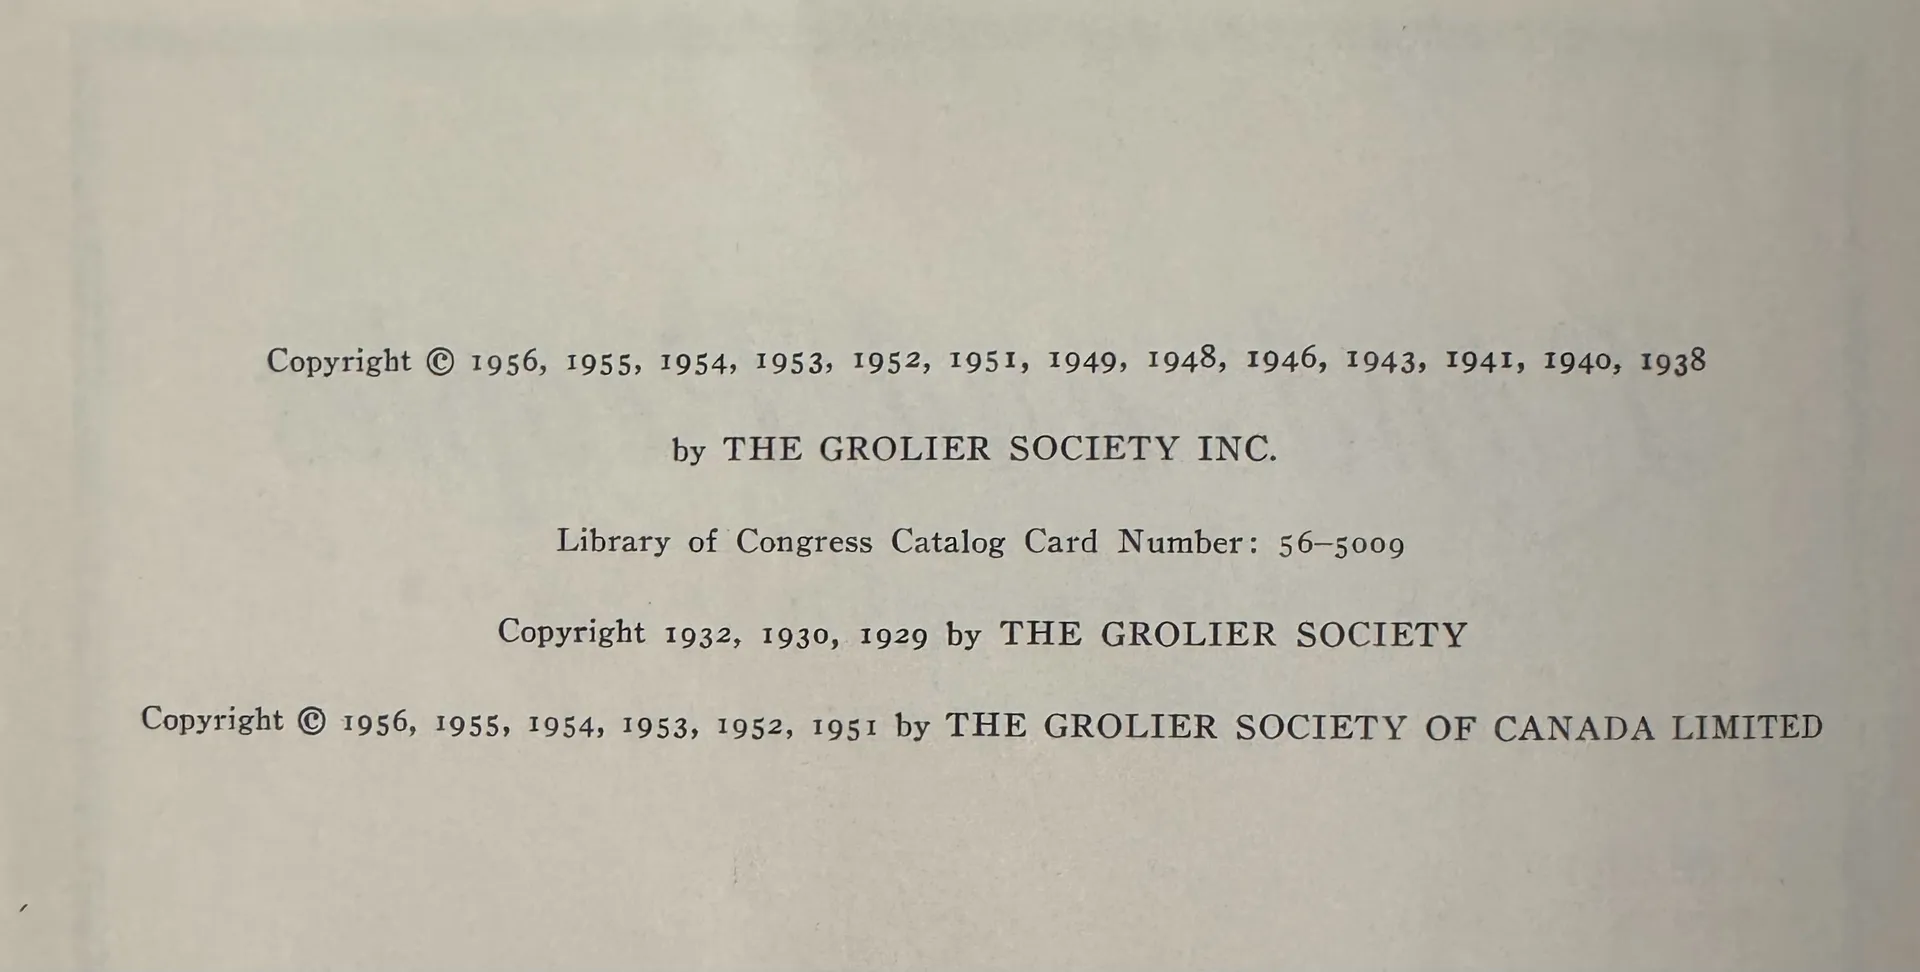 Copyright © 1956, 1955, 1954, 1953, 1952, 1951, 1949, 1948, 1946, 1943, 1941, 1940, 1938
by THE GROLIER SOCIETY INC.
Library of Congress Catalog Card Number: 56–5009
Copyright 1932, 1930, 1929 by THE GROLIER SOCIETY
Copyright © 1956, 1955, 1954, 1953, 1952, 1951 by THE GROLIER SOCIETY OF CANADA LIMITED